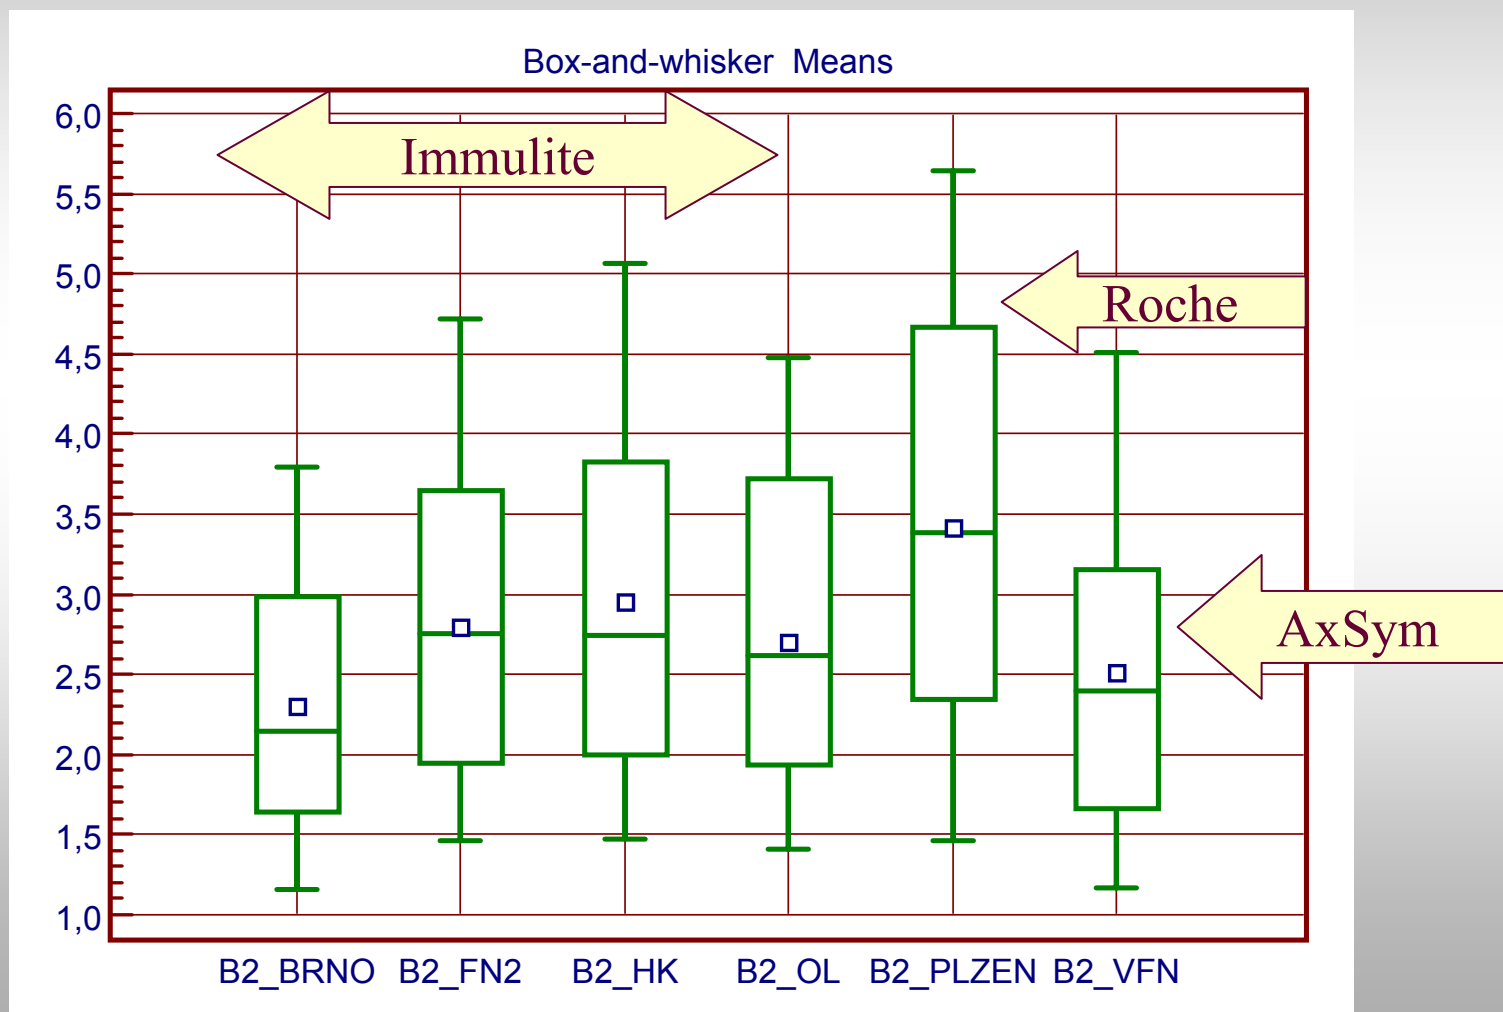 Box-and-whisker Means
6,0
Immulite
5,5
5,0
Roche
4,5
4,0
3,5
3,0
AxSym
2,5
2,0
1,5
1,0
B2_BRNO B2_FN2 B2_HK B2_OL B2_PLZEN B2_VFN